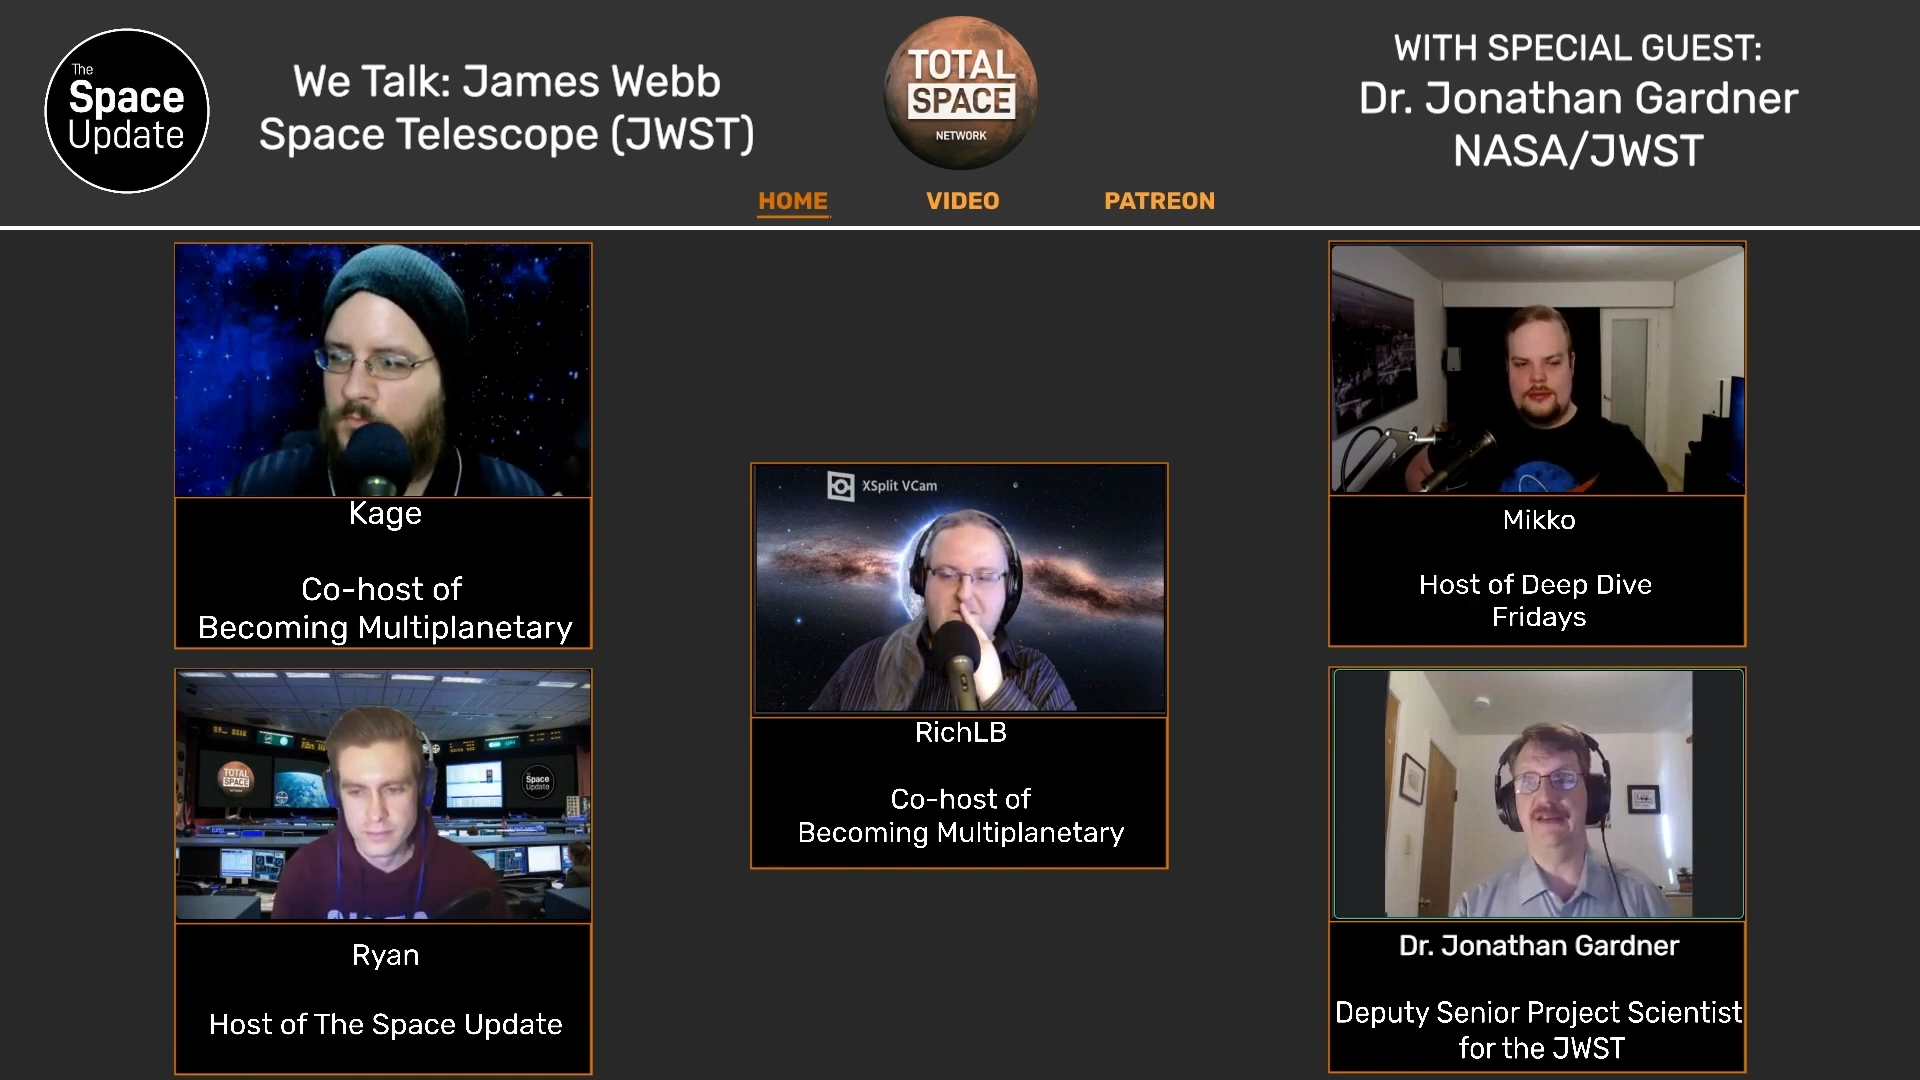 The
Space
Update
We Talk: James Webb
Space Telescope (JWST)
TOTAL
SPACE
NETWORK
WITH SPECIAL GUEST:
Dr. Jonathan Gardner
NASA/JWST
HOME
VIDEO
PATREON
Kage
Co-host of
Becoming Multiplanetary
Mikko
Host of Deep Dive
Fridays
XSplit VCam
RichLB
Co-host of
Becoming Multiplanetary
TOTAL
SPACE
Space
Update
Ryan
Host of The Space Update
Dr. Jonathan Gardner
Deputy Senior Project Scientist
for the JWST